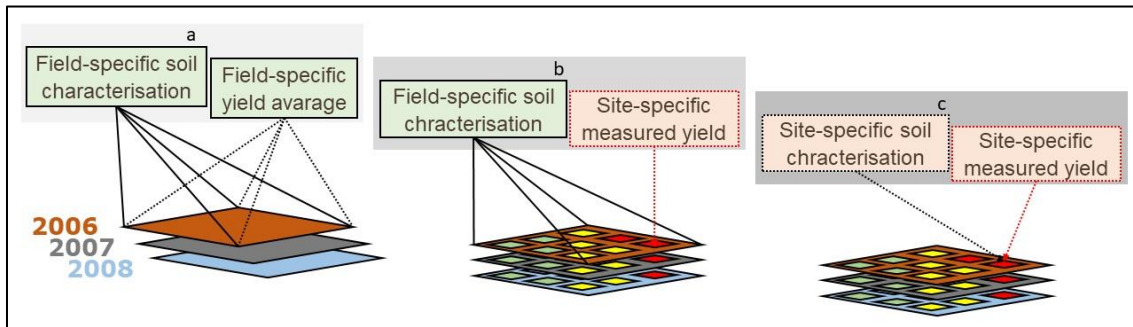 a
Field-specific soil
characterisation
Field-specific
yield avarage
2006
2007
2008
b
Field-specific soil
chracterisation
Site-specific
measured yield
c
Site-specific soil
chracterisation
Site-specific
measured yield